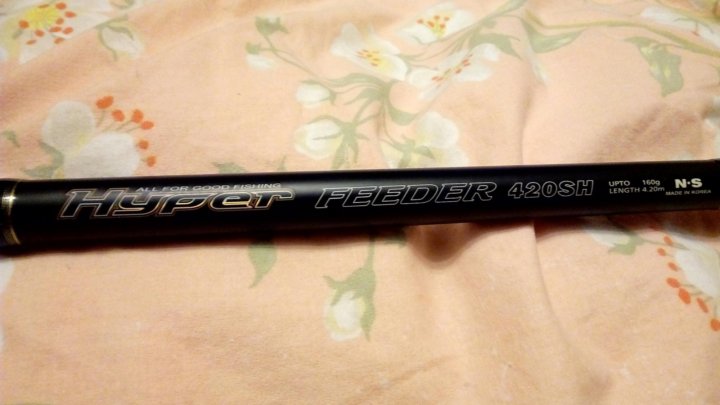 ALL FOR GOOD FISHING
Hyper FEEDER 420SH
UPTO 160g
LENGTH 4.20m
N·S
MADE IN KOREA